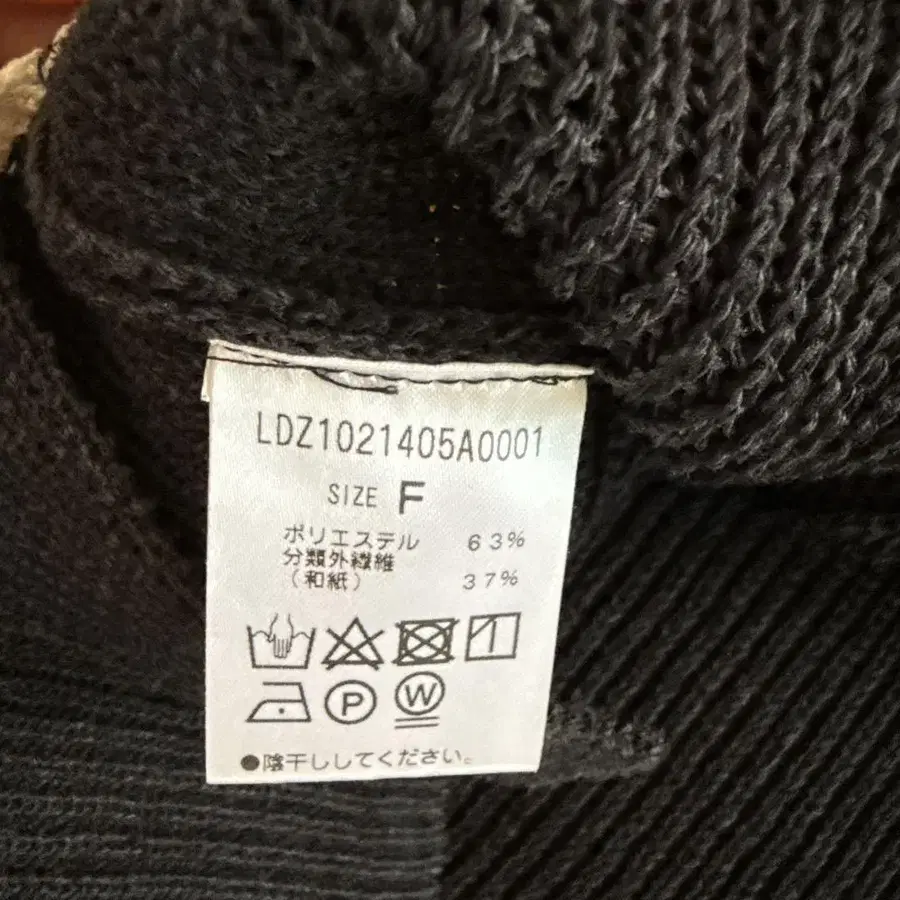 LDZ1021405A0001
SIZE F
ポリエステル 63%
分類外繊維
（和紙） 37%
P W
●陰干ししてください。